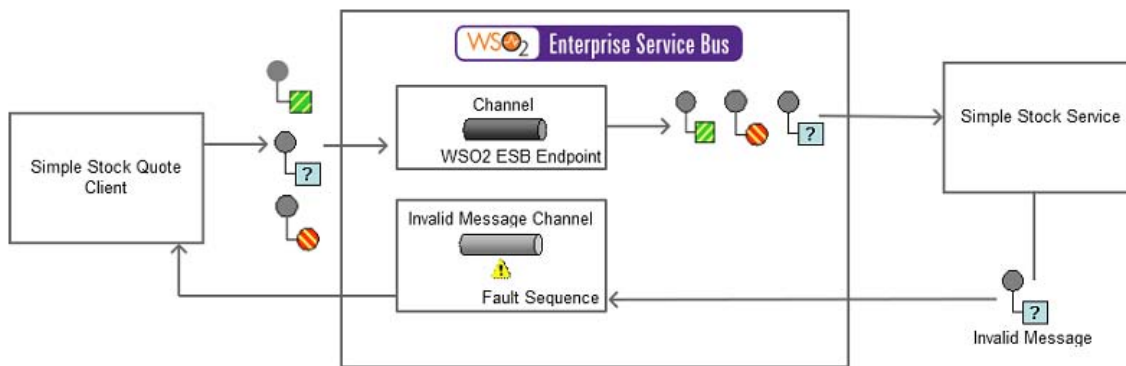 WSO2 Enterprise Service Bus
Channel
WSO2 ESB Endpoint
Simple Stock Quote
Client
?
?
Simple Stock Service
Invalid Message Channel
!
Fault Sequence
?
Invalid Message